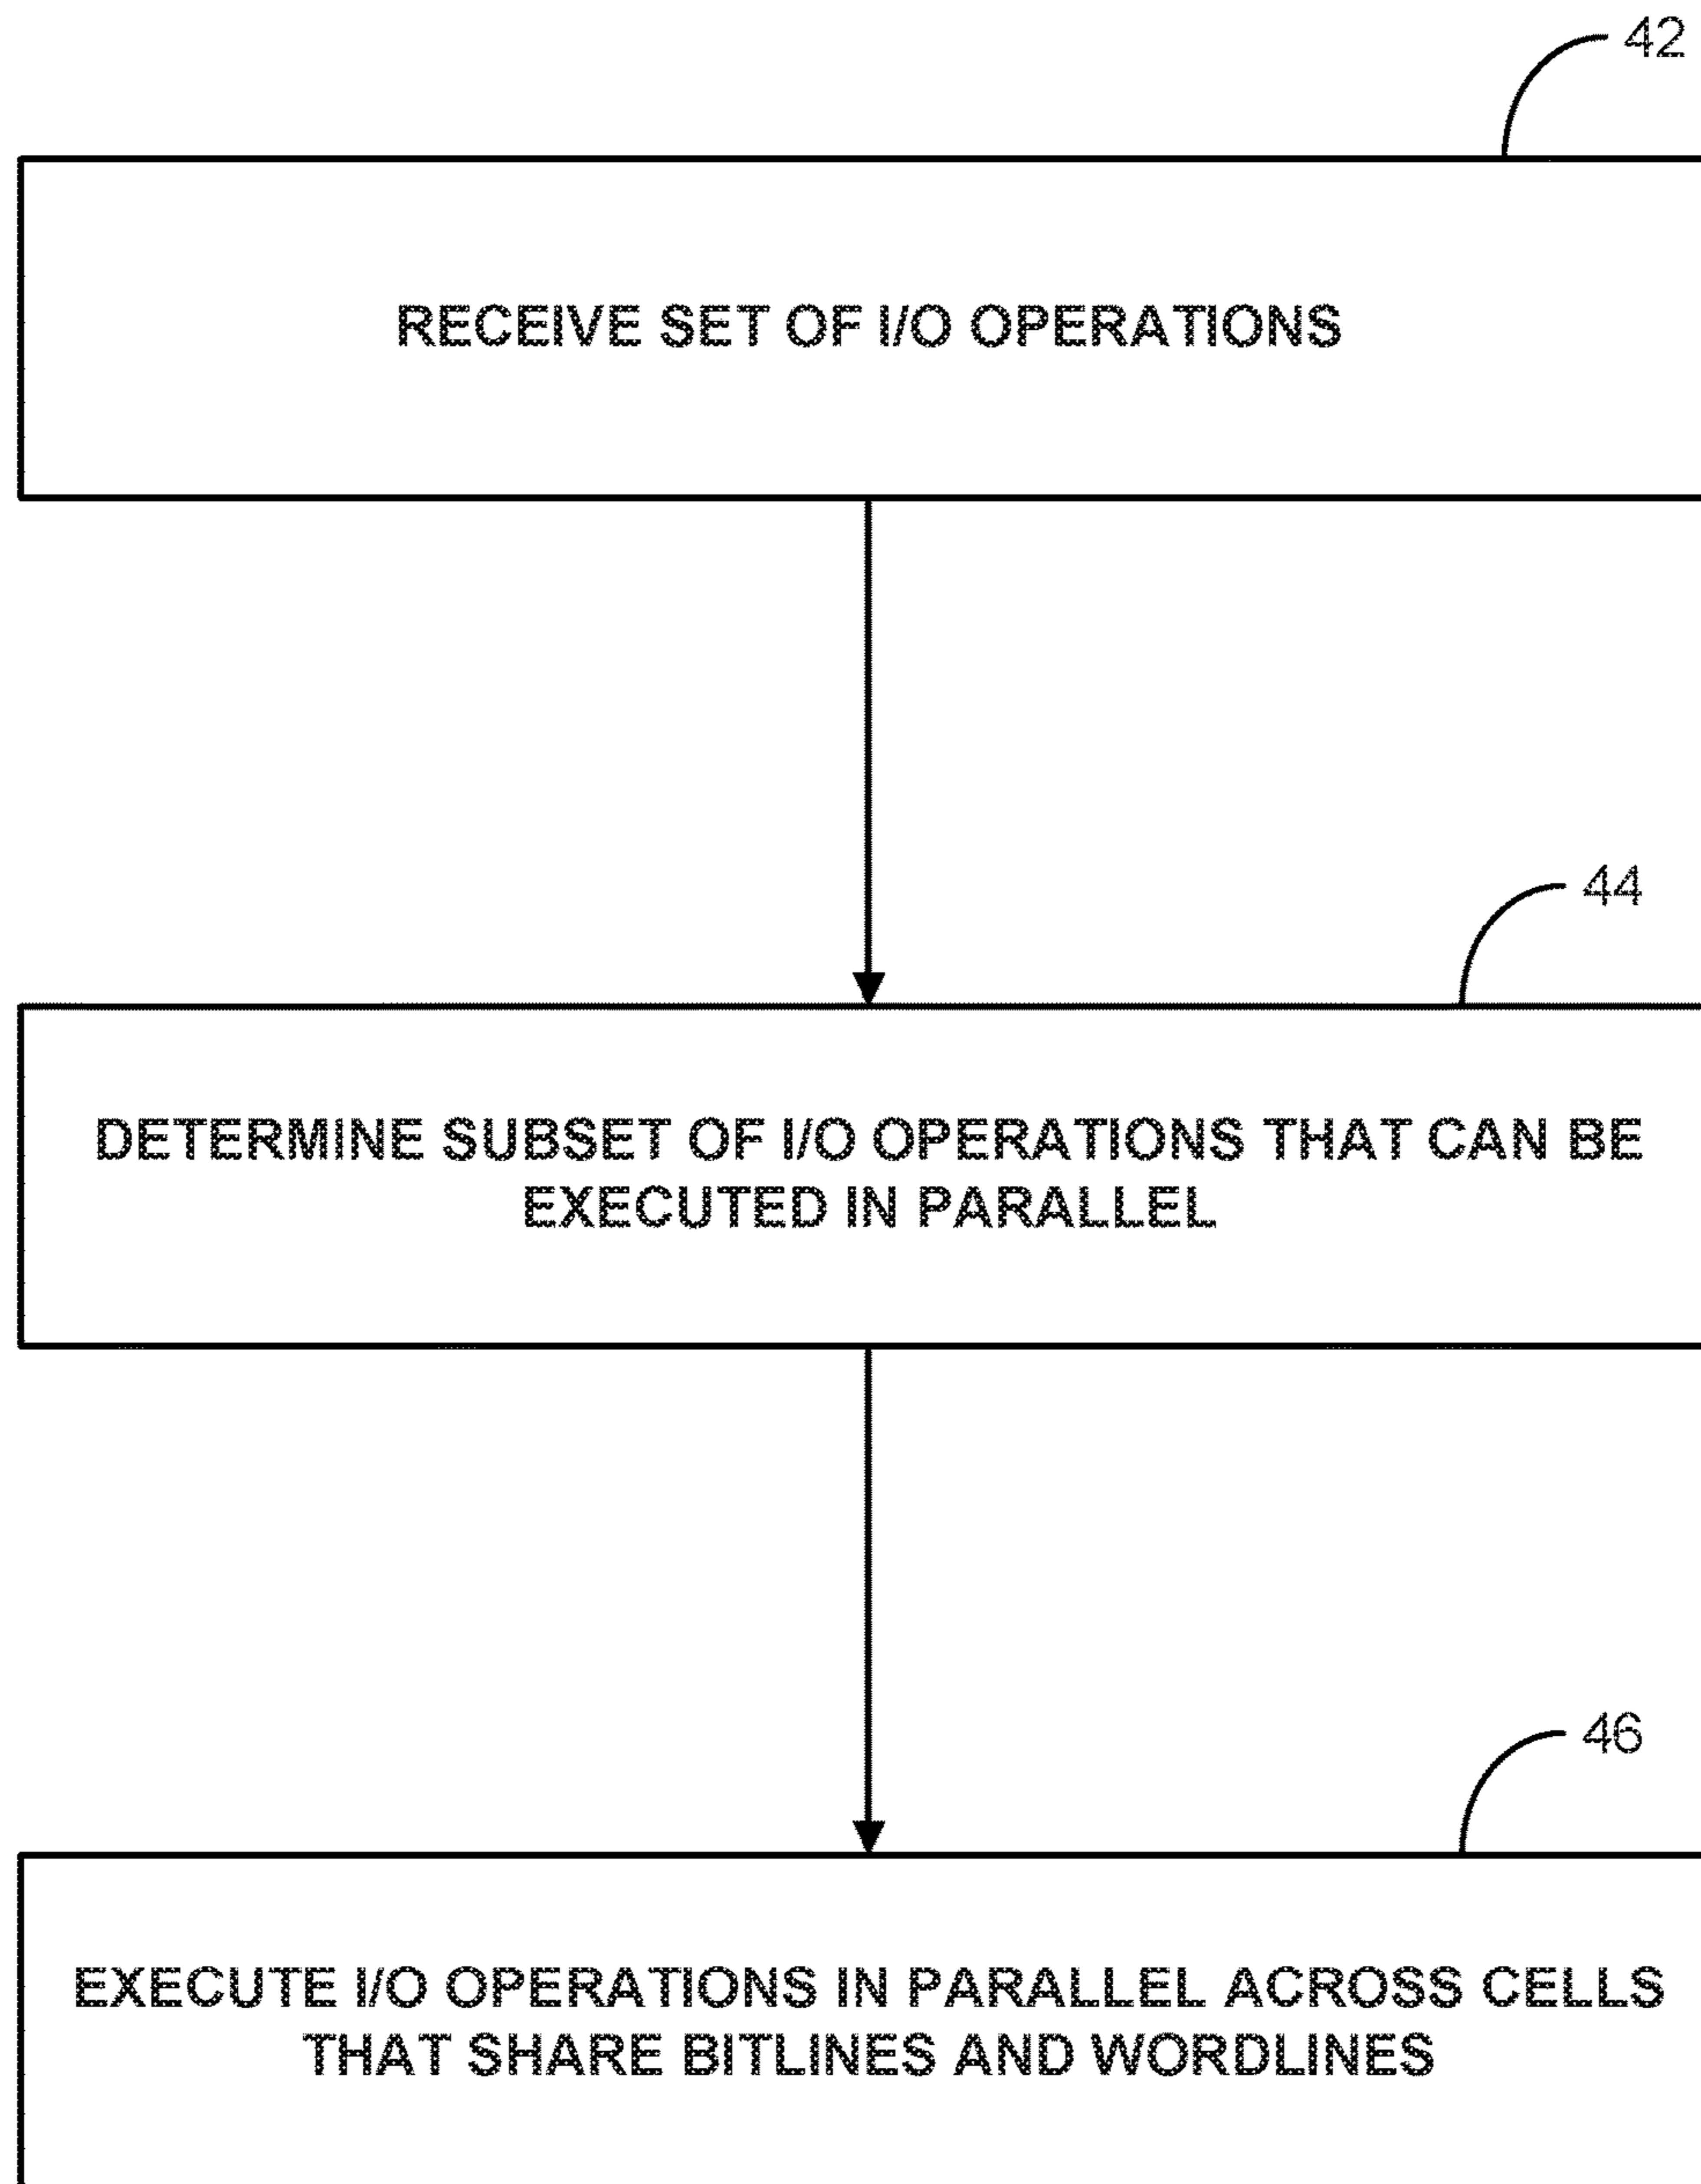 42
RECEIVE SET OF I/O OPERATIONS
44
DETERMINE SUBSET OF I/O OPERATIONS THAT CAN BE
EXECUTED IN PARALLEL
46
EXECUTE I/O OPERATIONS IN PARALLEL ACROSS CELLS
THAT SHARE BITLINES AND WORDLINES